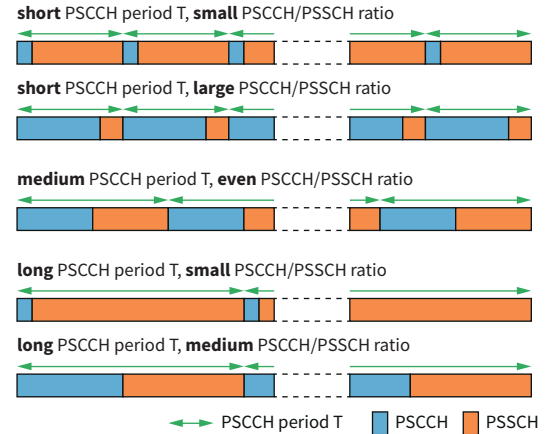 short PSCCH period T, small PSCCH/PSSCH ratio
short PSCCH period T, large PSCCH/PSSCH ratio
medium PSCCH period T, even PSCCH/PSSCH ratio
long PSCCH period T, small PSCCH/PSSCH ratio
long PSCCH period T, medium PSCCH/PSSCH ratio
PSCCH period T PSCCH PSSCH